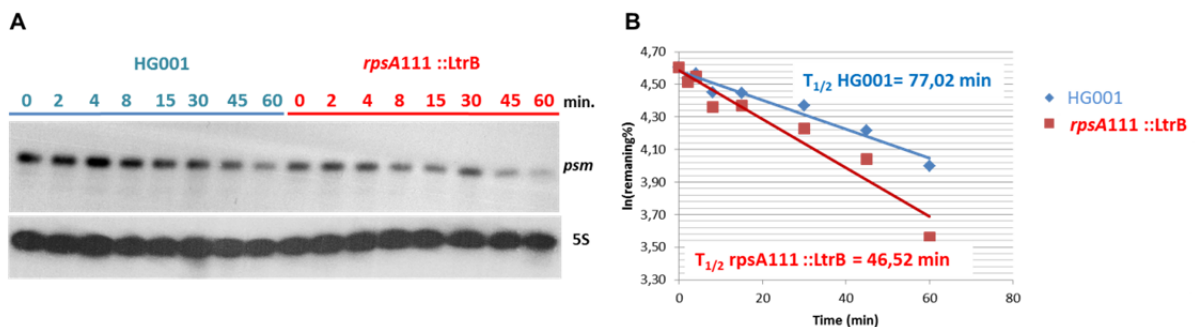 A
HG001 rpsA111 ::LtrB
0 2 4 8 15 30 45 60 0 2 4 8 15 30 45 60 min.
psm
5S
B
ln(remaning%)
4,70
4,50
4,30
4,10
3,90
3,70
3,50
3,30
T1/2 HG001= 77,02 min
T1/2 rpsA111 ::LtrB = 46,52 min
0 20 40 60 80
Time (min)
HG001
rpsA111 ::LtrB